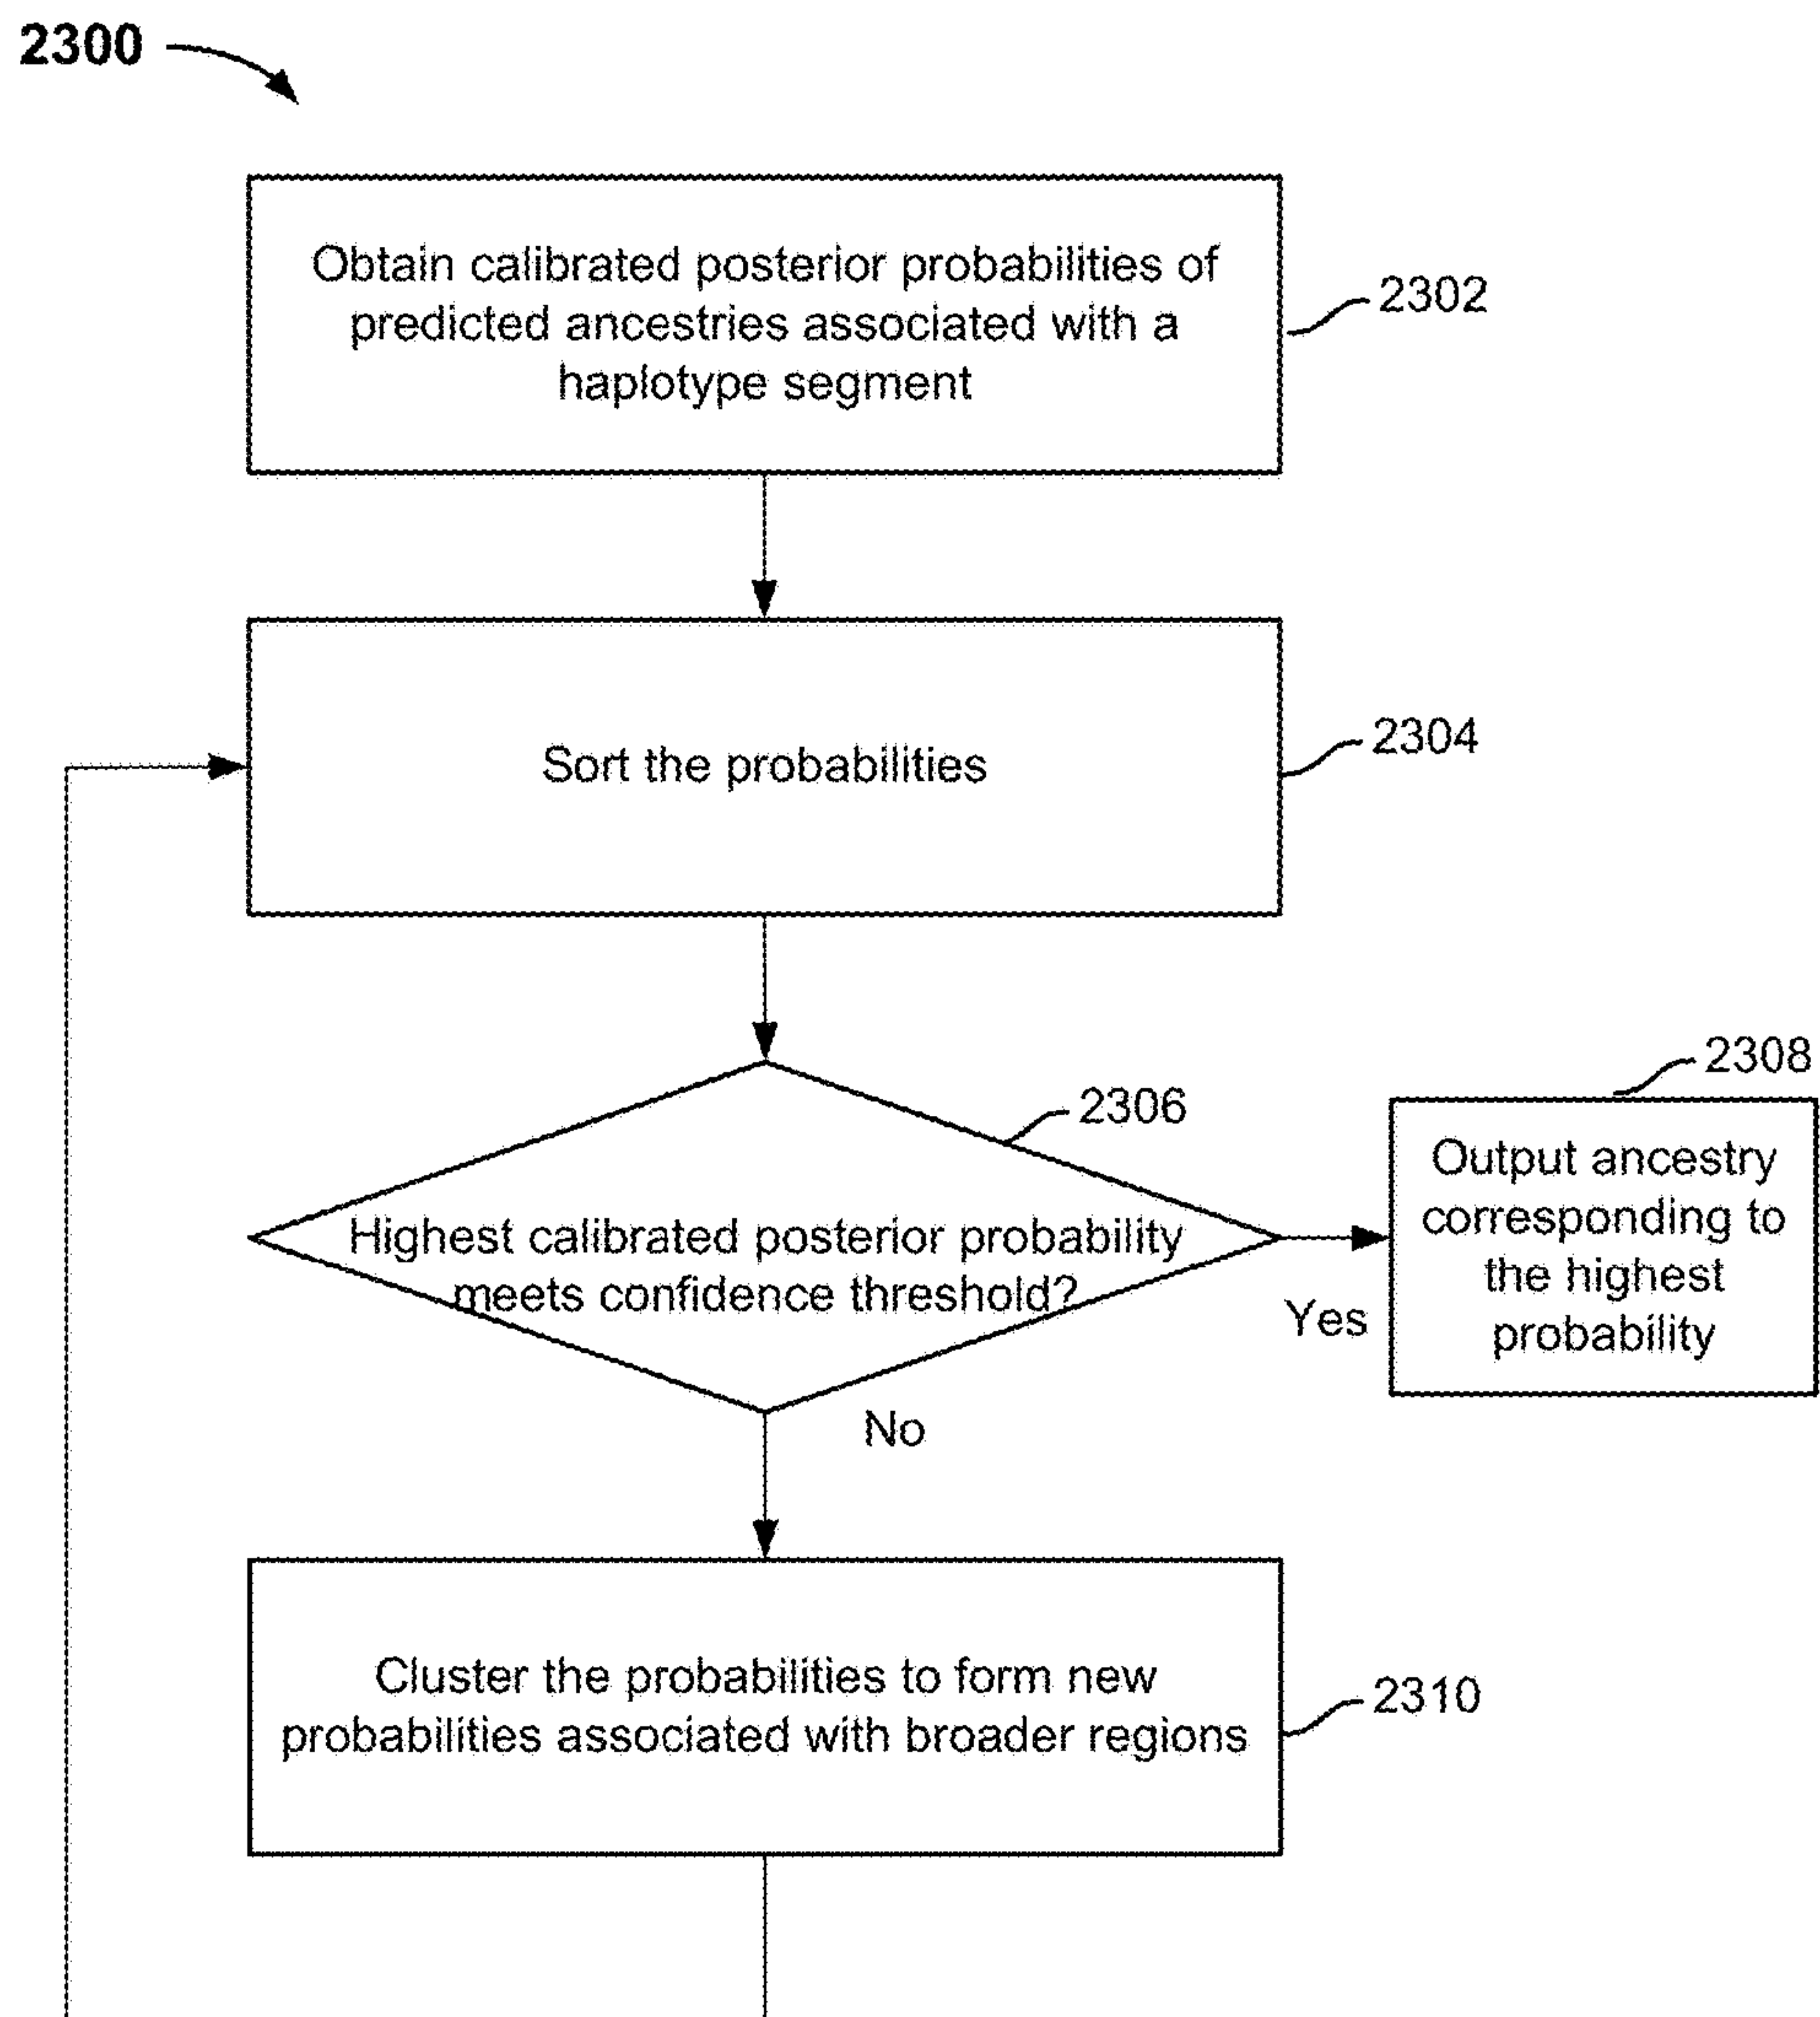 2300
Obtain calibrated posterior probabilities of
predicted ancestries associated with a
haplotype segment
2302
Sort the probabilities
2304
2306
Highest calibrated posterior probability
meets confidence threshold?
Yes
No
2308
Output ancestry
corresponding to
the highest
probability
Cluster the probabilities to form new
probabilities associated with broader regions
2310